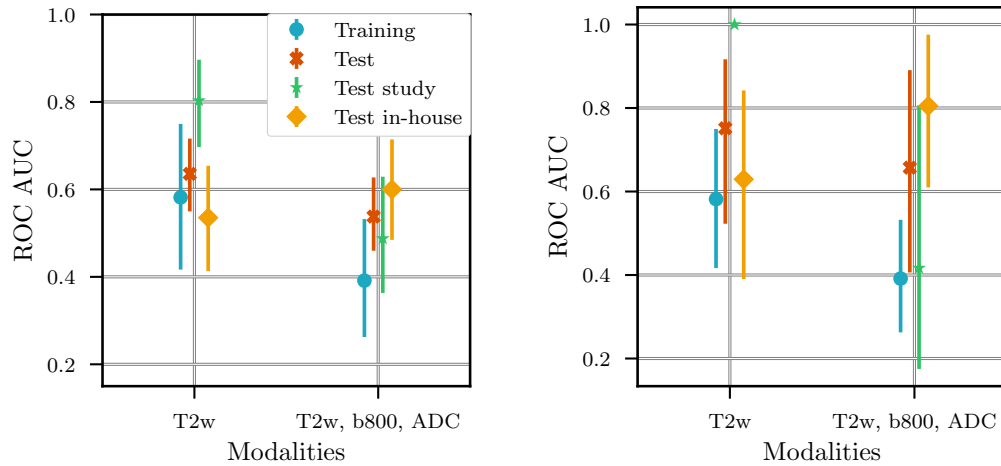 1.0
0.8
0.6
0.4
0.2
ROC AUC
Training
Test
Test study
Test in-house
T2w
T2w, b800, ADC
Modalities
1.0
0.8
0.6
0.4
0.2
ROC AUC
T2w
T2w, b800, ADC
Modalities